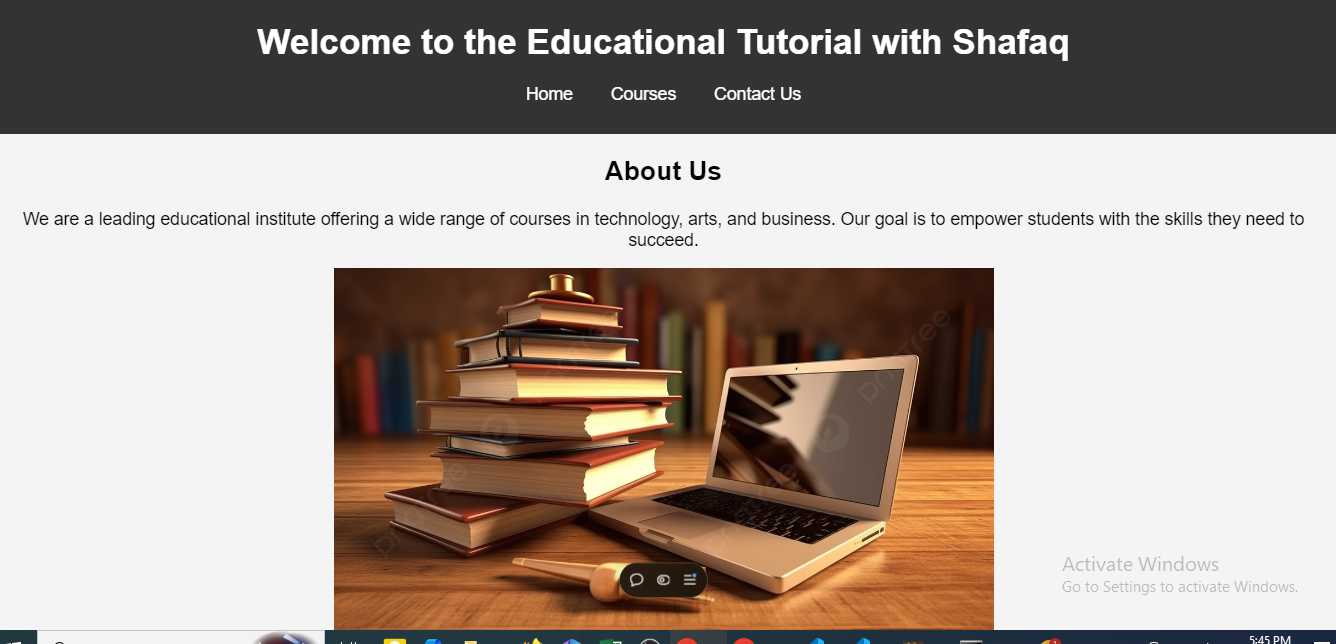 Welcome to the Educational Tutorial with Shafaq
Home Courses Contact Us
About Us
We are a leading educational institute offering a wide range of courses in technology, arts, and business. Our goal is to empower students with the skills they need to
succeed.
pngtree
Activate Windows
Go to Settings to activate Windows.
5:45 PM